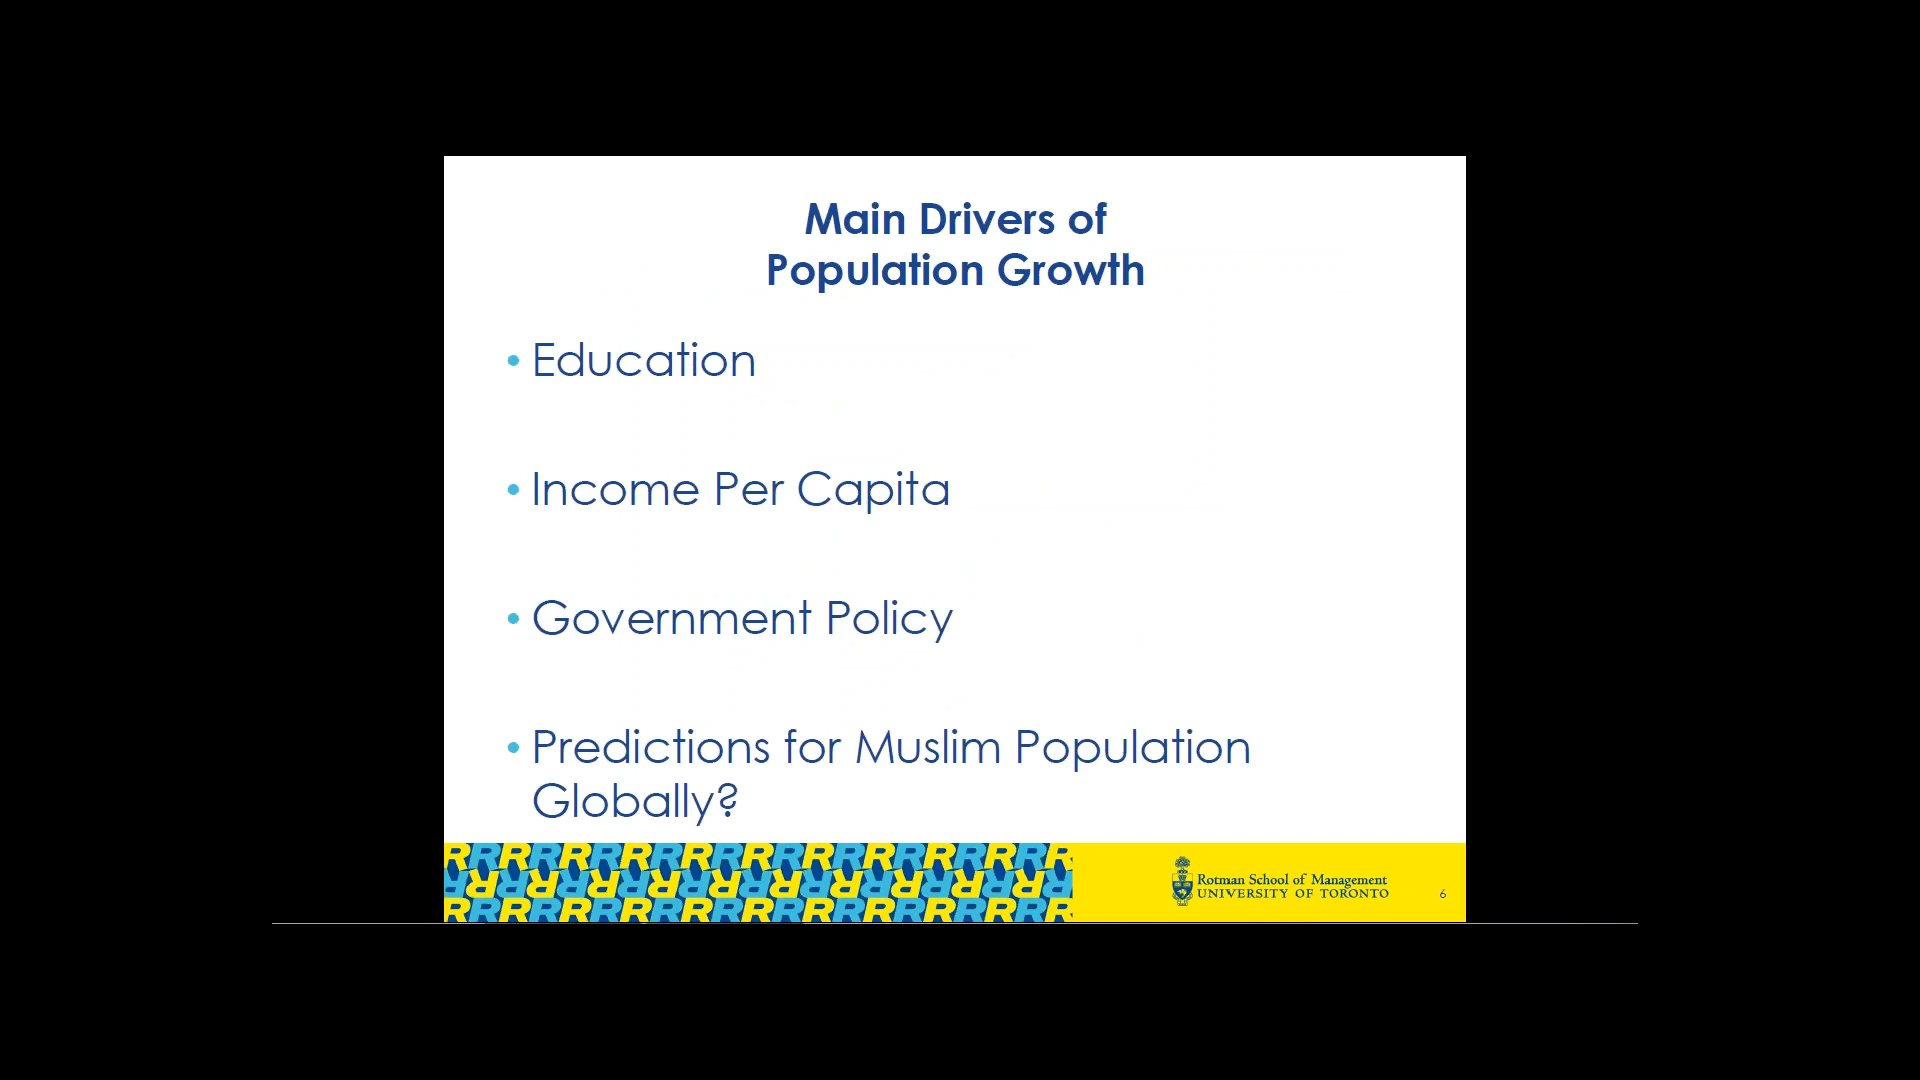 Main Drivers of
Population Growth
• Education
• Income Per Capita
• Government Policy
• Predictions for Muslim Population
Globally?
Rotman School of Management
UNIVERSITY OF TORONTO
6